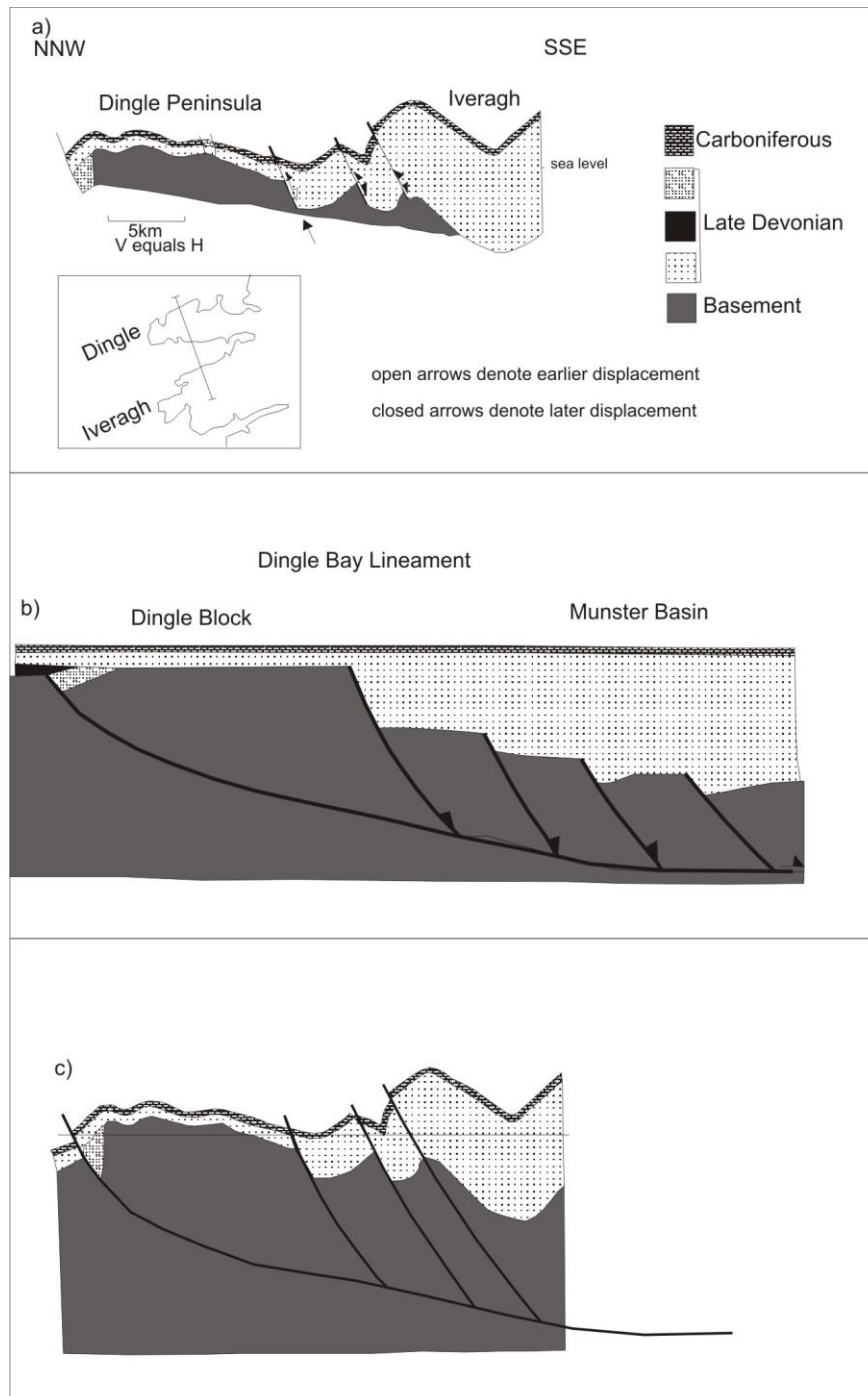 a)
NNW
SSE
Dingle Peninsula
Iveragh
sea level
5km
V equals H
Carboniferous
Late Devonian
Basement
Dingle
Iveragh
open arrows denote earlier displacement
closed arrows denote later displacement
Dingle Bay Lineament
b)
Dingle Block
Munster Basin
c)